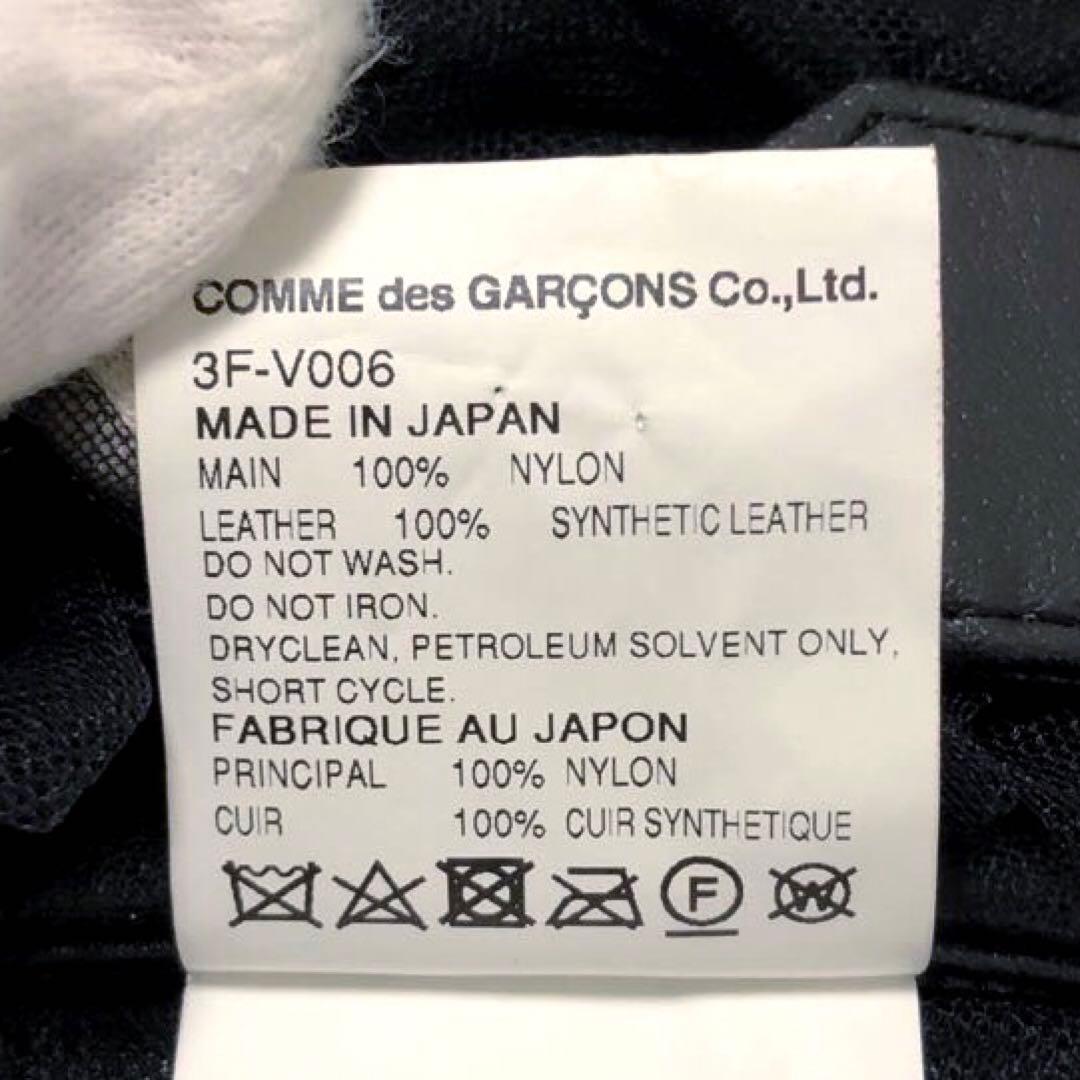 COMME des GARÇONS Co.,Ltd.
3F-V006
MADE IN JAPAN
MAIN 100% NYLON
LEATHER 100% SYNTHETIC LEATHER
DO NOT WASH.
DO NOT IRON.
DRYCLEAN, PETROLEUM SOLVENT ONLY,
SHORT CYCLE.
FABRIQUE AU JAPON
PRINCIPAL 100% NYLON
CUIR 100% CUIR SYNTHETIQUE
F W